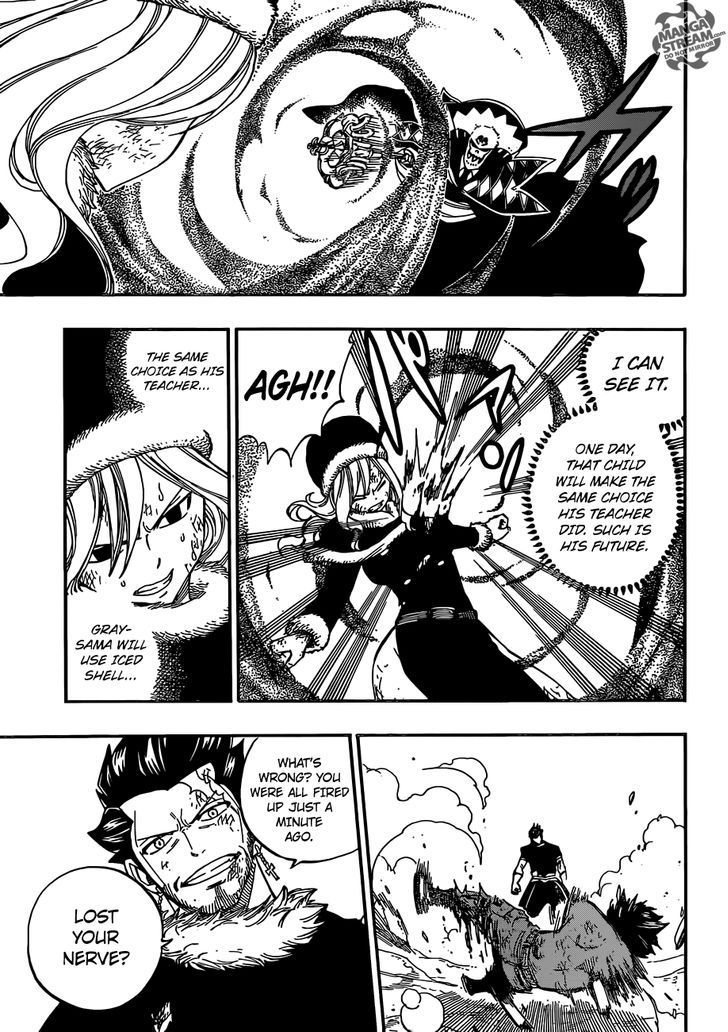 MANGA
STREAM.com
DO NOT MIRROR
I CAN
SEE IT.
ONE DAY,
THAT CHILD
WILL MAKE
THE SAME
CHOICE
HIS TEACHER
DID. SUCH IS
HIS FUTURE.
AGH!!
THE SAME
CHOICE AS HIS
TEACHER...
GRAY-
SAMA WILL
USE ICED
SHELL...
WHAT'S
WRONG? YOU
WERE ALL FIRED
UP JUST A
MINUTE
AGO.
LOST
YOUR
NERVE?